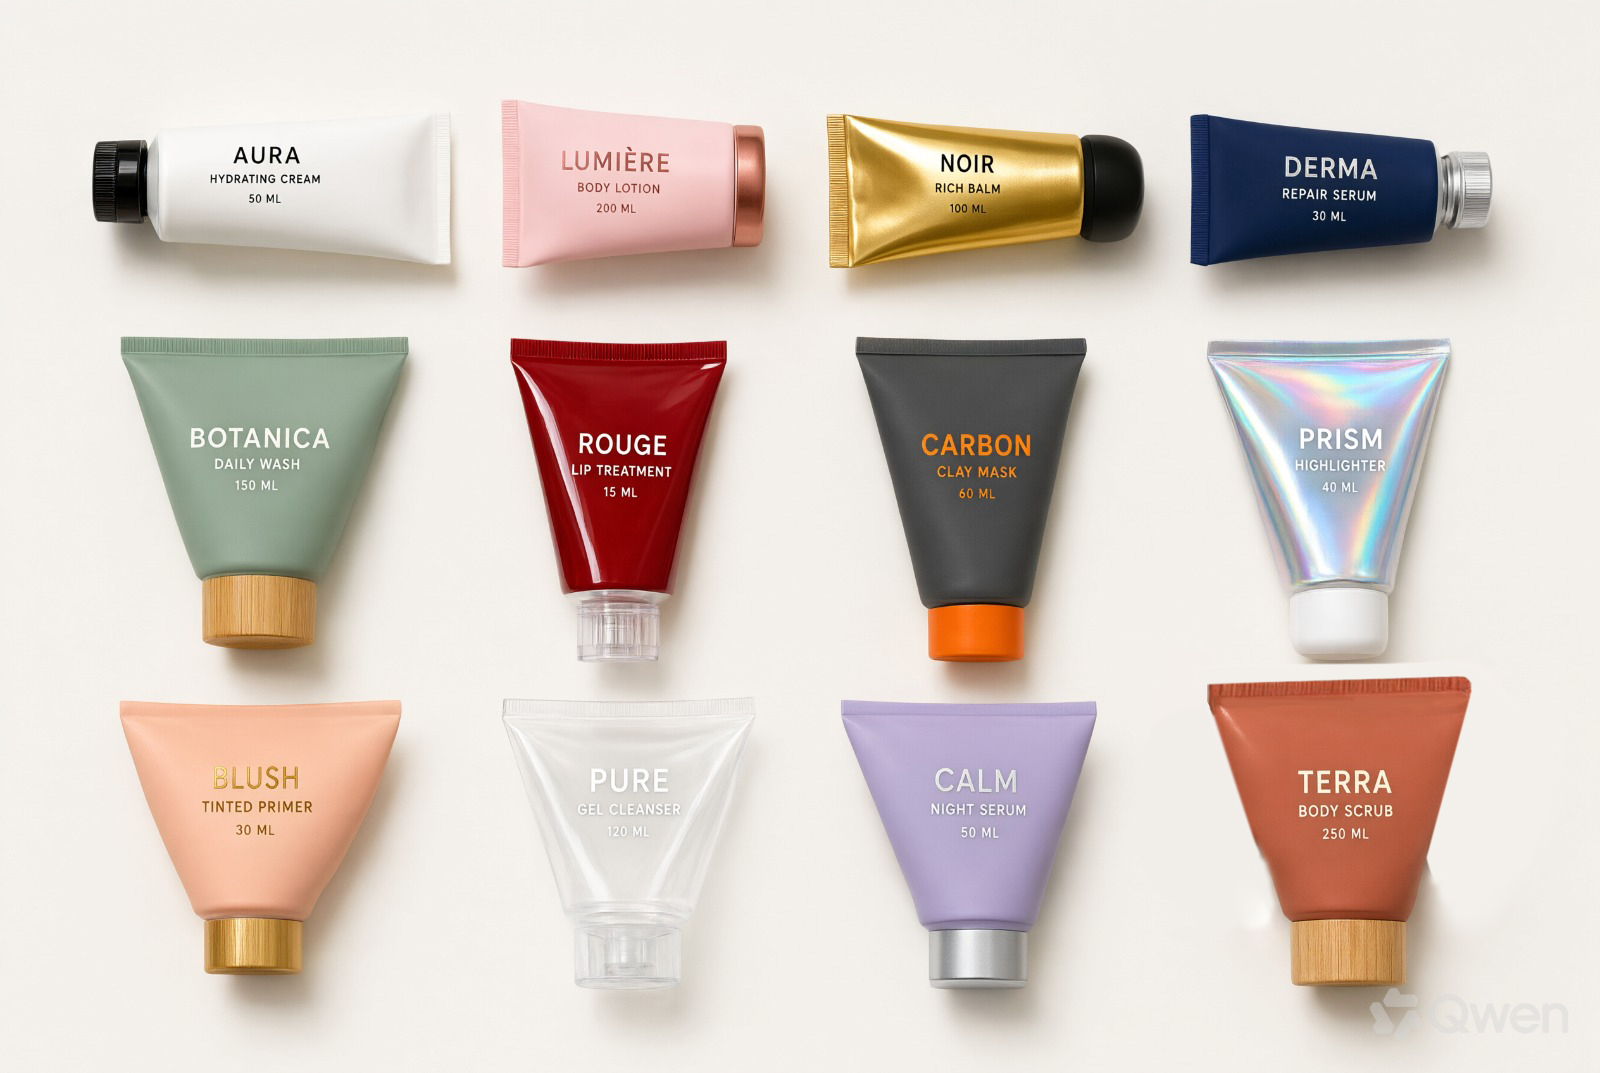 AURA
HYDRATING CREAM
50 ML
LUMIÈRE
BODY LOTION
200 ML
NOIR
RICH BALM
100 ML
DERMA
REPAIR SERUM
30 ML
BOTANICA
DAILY WASH
150 ML
ROUGE
LIP TREATMENT
15 ML
CARBON
CLAY MASK
60 ML
PRISM
HIGHLIGHTER
40 ML
BLUSH
TINTED PRIMER
30 ML
PURE
GEL CLEANSER
120 ML
CALM
NIGHT SERUM
50 ML
TERRA
BODY SCRUB
250 ML
Qwen